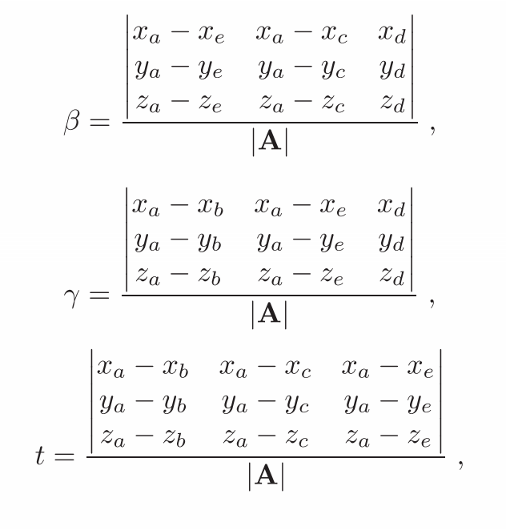 $$\beta = \frac{\begin{vmatrix} x_a - x_e & x_a - x_c & x_d \\ y_a - y_e & y_a - y_c & y_d \\ z_a - z_e & z_a - z_c & z_d \end{vmatrix}}{|\mathbf{A}|} ,$$
$$\gamma = \frac{\begin{vmatrix} x_a - x_b & x_a - x_e & x_d \\ y_a - y_b & y_a - y_e & y_d \\ z_a - z_b & z_a - z_e & z_d \end{vmatrix}}{|\mathbf{A}|} ,$$
$$t = \frac{\begin{vmatrix} x_a - x_b & x_a - x_c & x_a - x_e \\ y_a - y_b & y_a - y_c & y_a - y_e \\ z_a - z_b & z_a - z_c & z_a - z_e \end{vmatrix}}{|\mathbf{A}|} ,$$